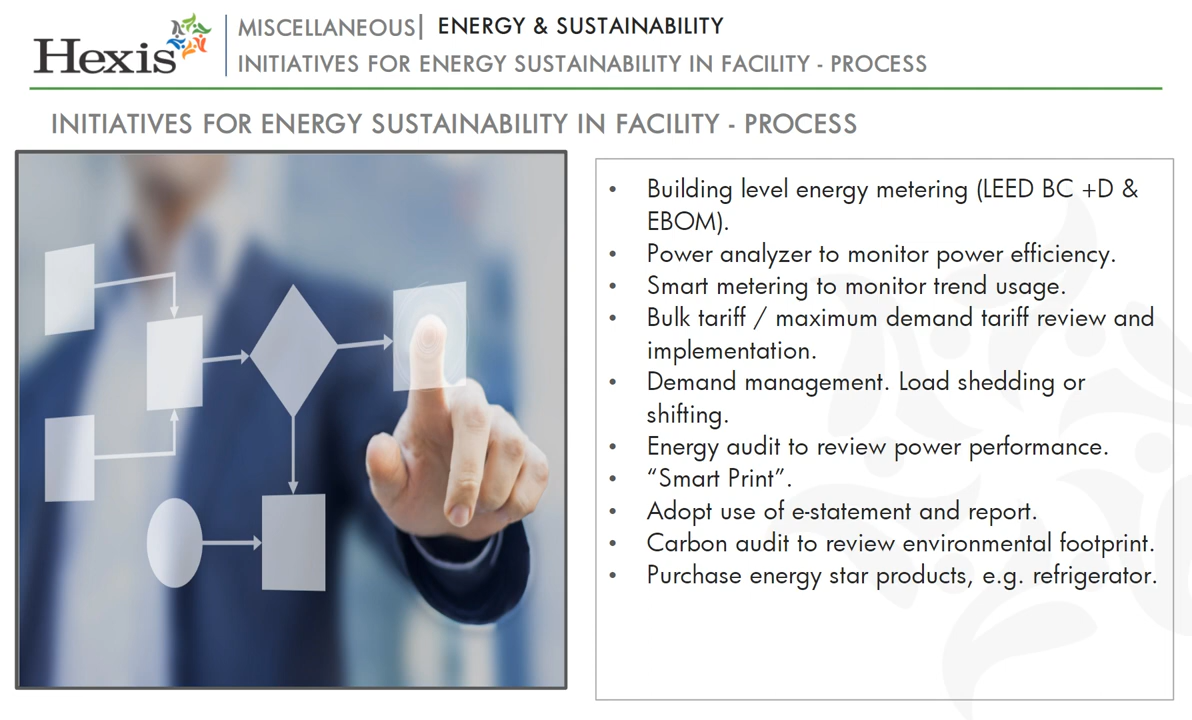 Hexis
MISCELLANEOUS| ENERGY & SUSTAINABILITY
INITIATIVES FOR ENERGY SUSTAINABILITY IN FACILITY - PROCESS
INITIATIVES FOR ENERGY SUSTAINABILITY IN FACILITY - PROCESS
• Building level energy metering (LEED BC +D &
EBOM).
• Power analyzer to monitor power efficiency.
• Smart metering to monitor trend usage.
• Bulk tariff / maximum demand tariff review and
implementation.
• Demand management. Load shedding or
shifting.
• Energy audit to review power performance.
• “Smart Print”.
• Adopt use of e-statement and report.
• Carbon audit to review environmental footprint.
• Purchase energy star products, e.g. refrigerator.